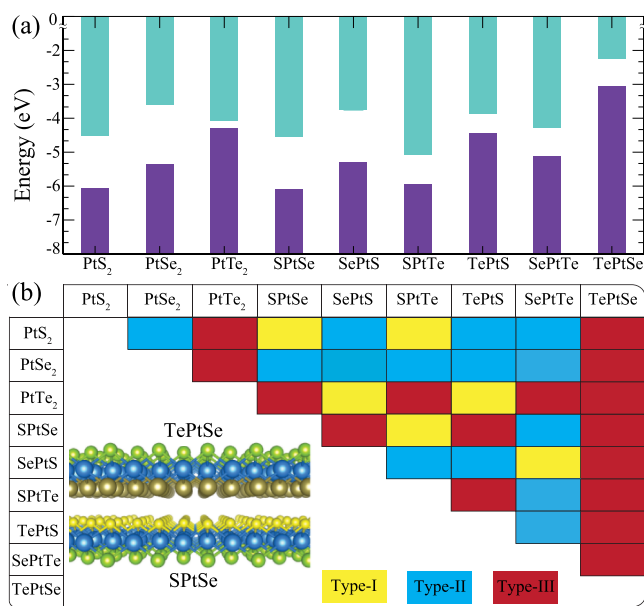 (a)
Energy (eV)
0
-2
-3
-4
-5
-6
-7
-8
PtS₂ PtSe₂ PtTe₂ SPtSe SePtS SPtTe TePtS SePtTe TePtSe
(b)
PtS₂ PtSe₂ PtTe₂ SPtSe SePtS SPtTe TePtS SePtTe TePtSe
PtS₂
PtSe₂
PtTe₂
SPtSe
SePtS
SPtTe
TePtS
SePtTe
TePtSe
TePtSe
SPtSe
Type-I Type-II Type-III